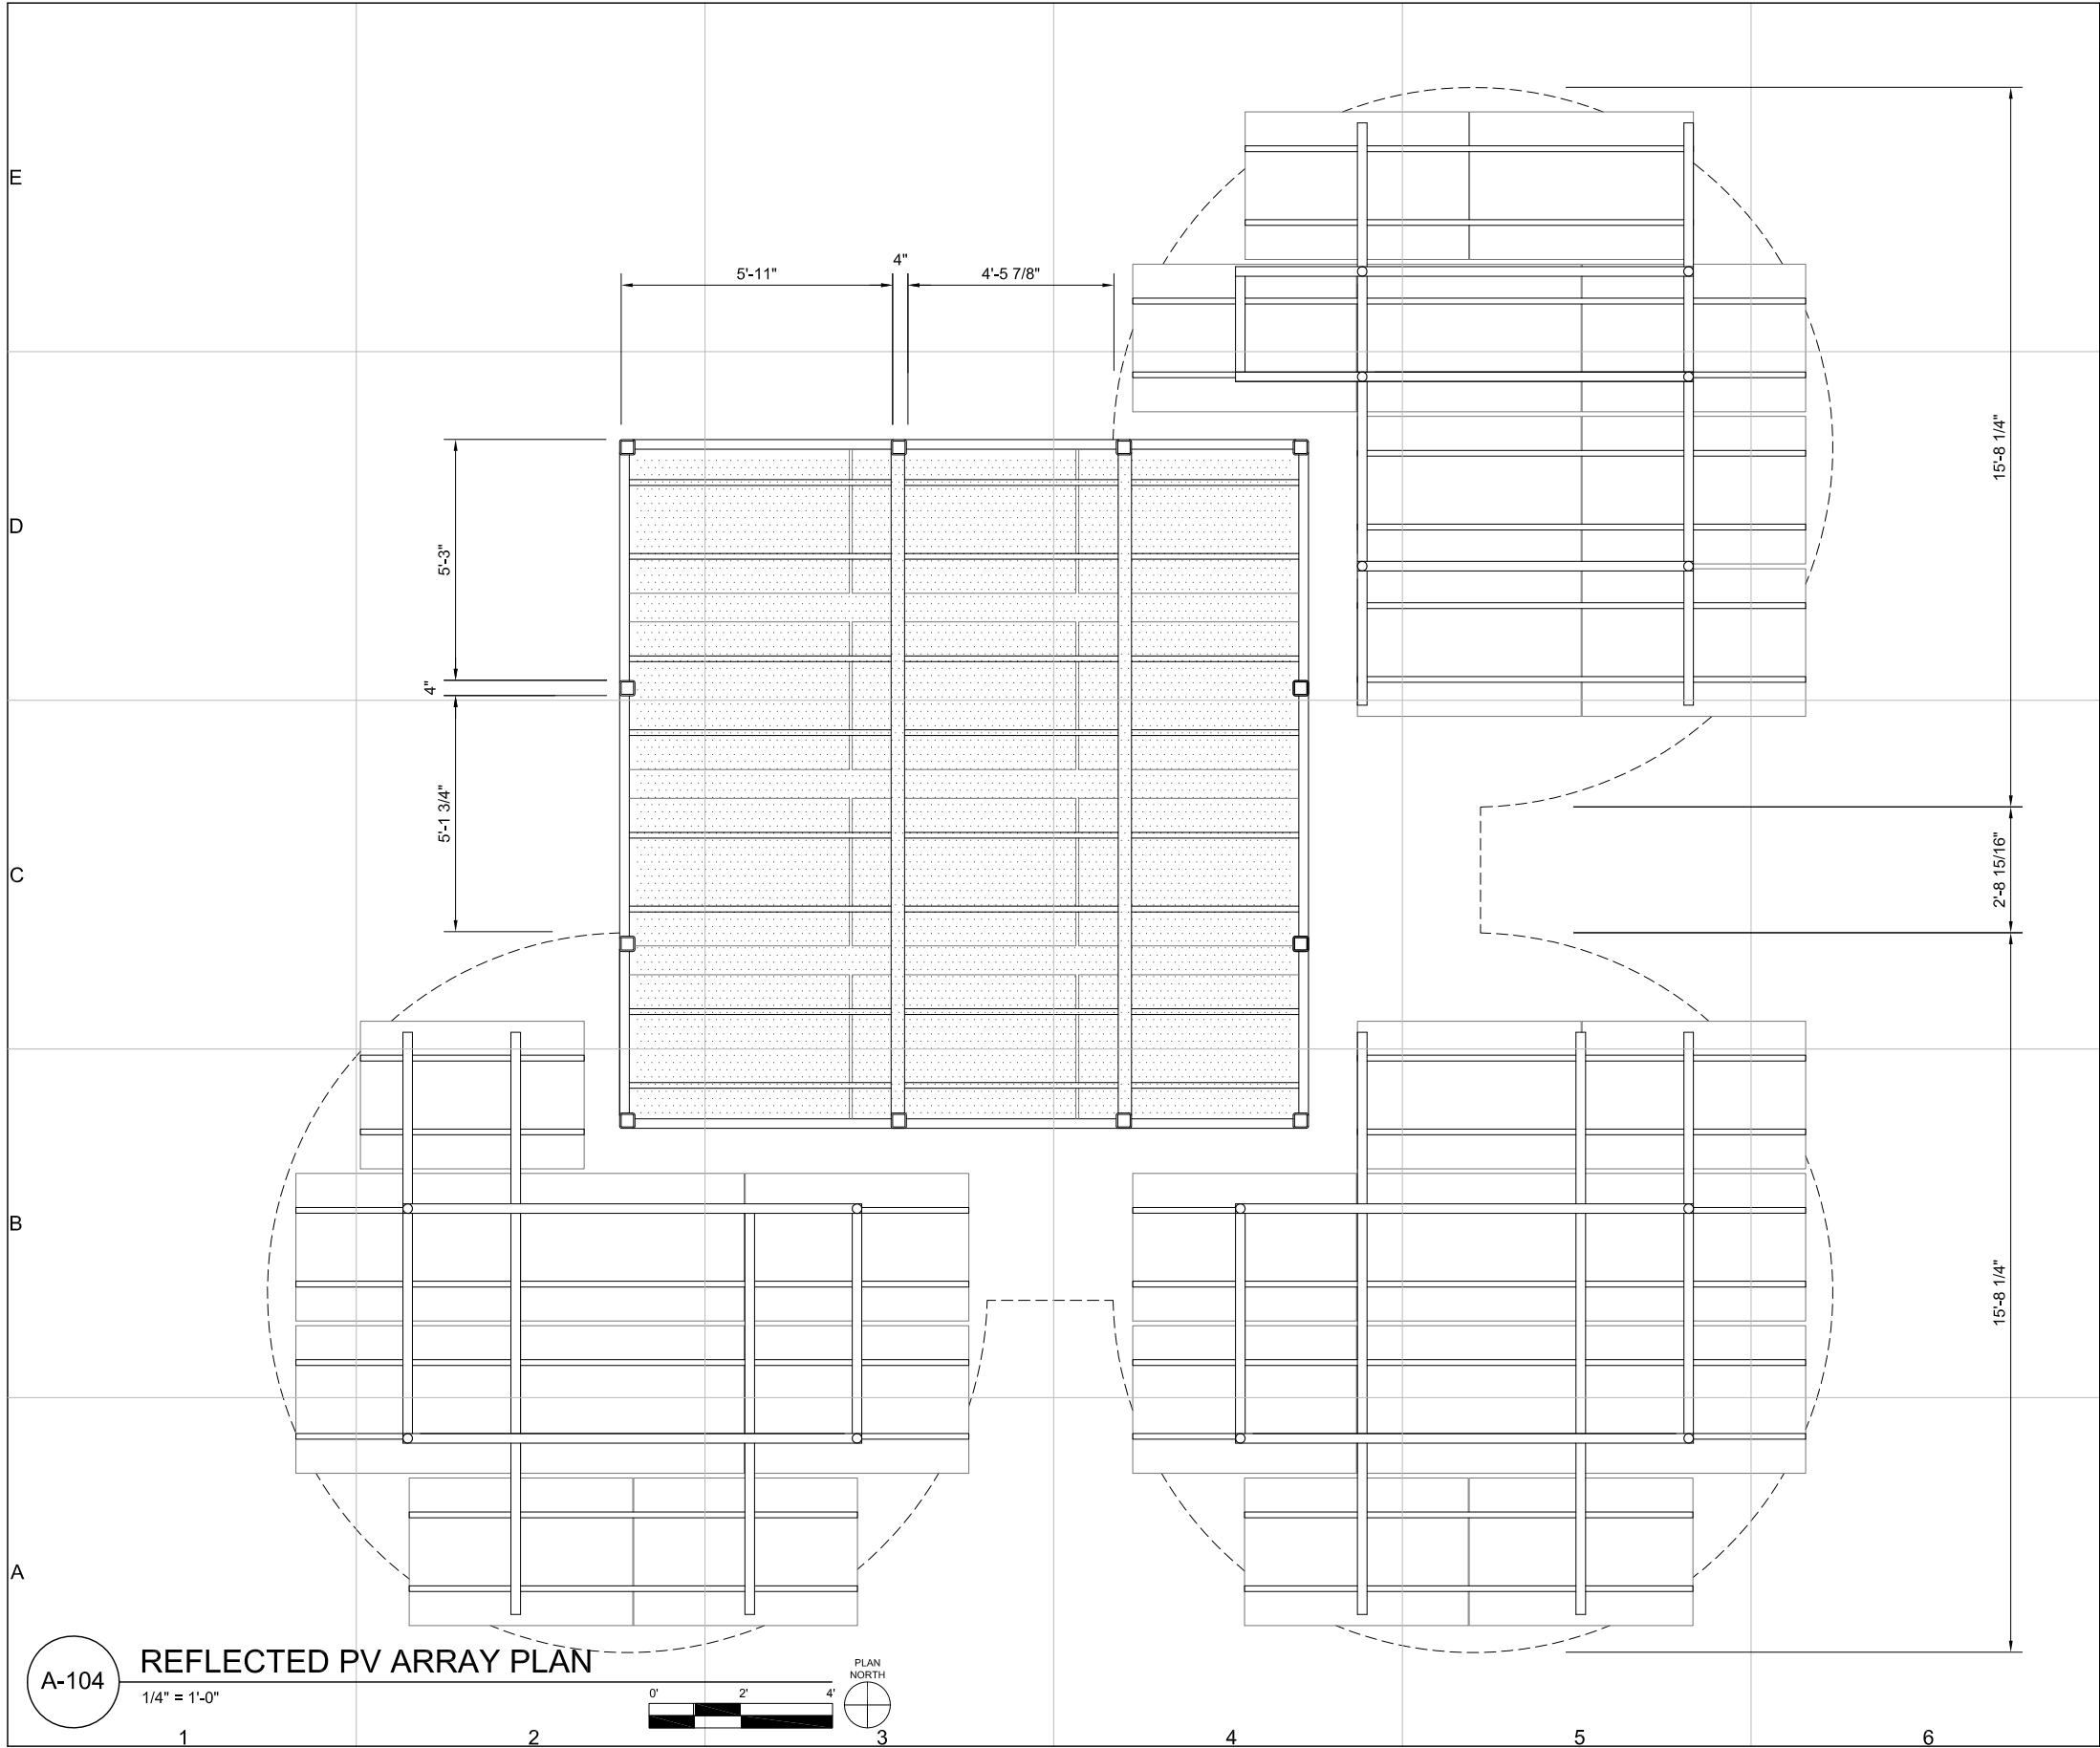 E
4"
5'-11"
4'-5 7/8"
15'-8 1/4"
D
5'-3"
4"
5'-1 3/4"
C
2'-8 15/16"
B
15'-8 1/4"
A
A-104
REFLECTED PV ARRAY PLAN
1/4" = 1'-0"
0' 2' 4'
PLAN
NORTH
1 2 3 4 5 6